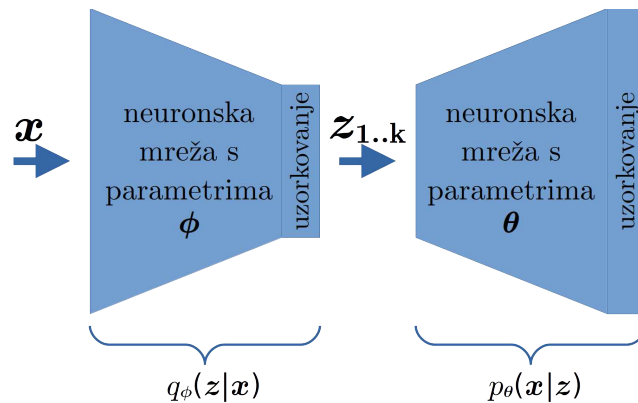 x
neuronska
mreža s
parametrima
ϕ
uzorkovanje
z1..k
neuronska
mreža s
parametrima
θ
uzorkovanje
qϕ(z|x)
pθ(x|z)